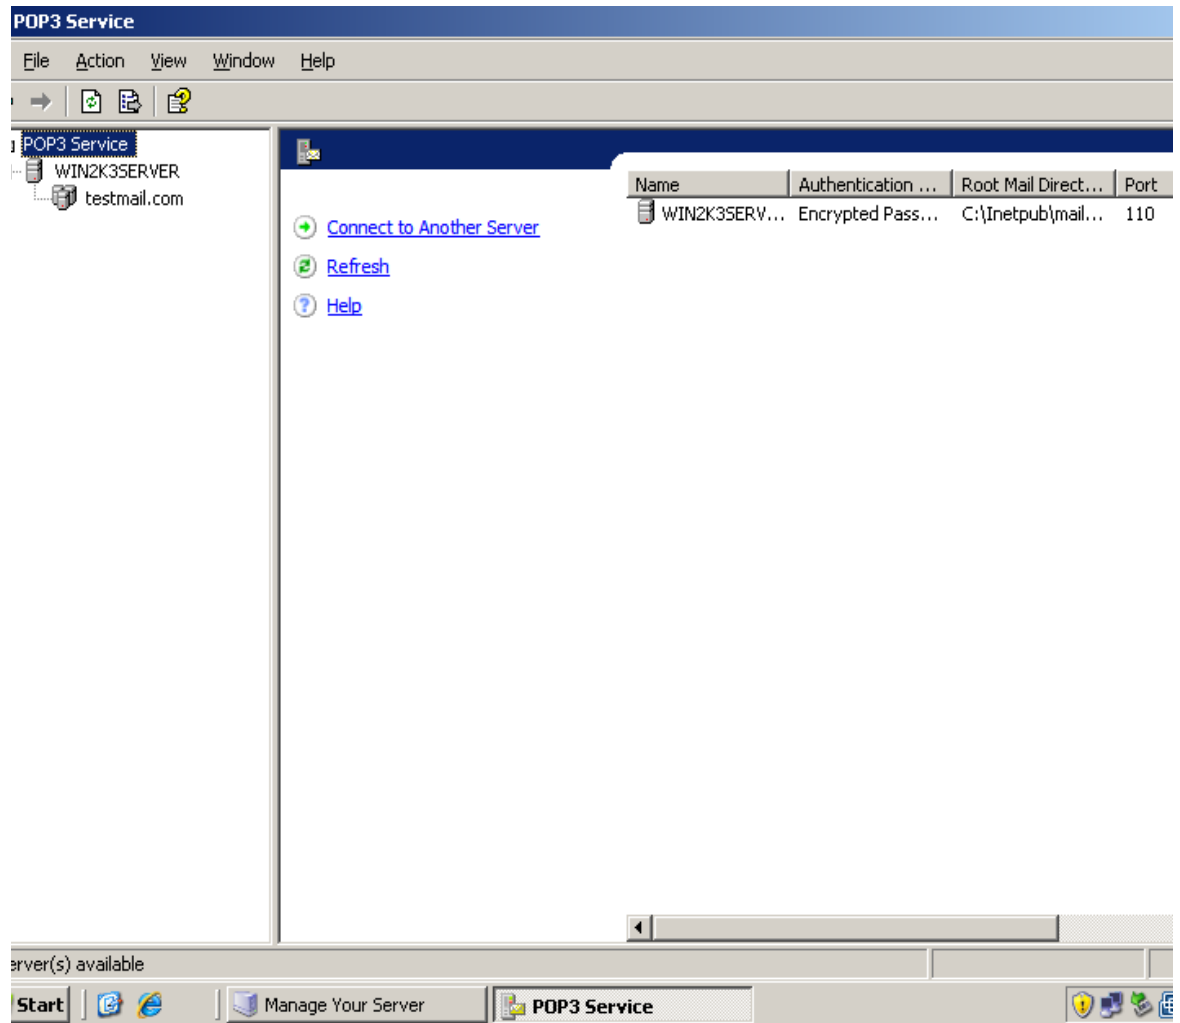 POP3 Service
File Action View Window Help
POP3 Service
WIN2K3SERVER
testmail.com
Connect to Another Server
Refresh
Help
Name Authentication ... Root Mail Direct... Port
WIN2K3SERV... Encrypted Pass... C:\Inetpub\mail... 110
erver(s) available
Start Manage Your Server POP3 Service